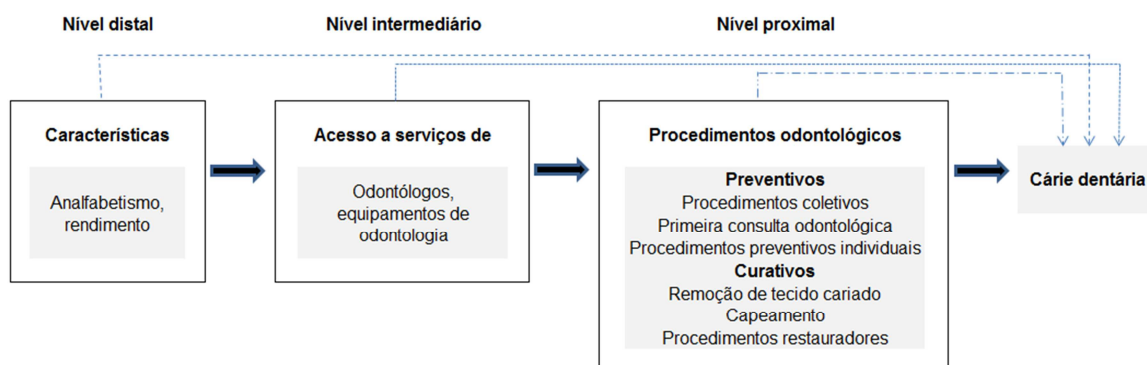 Nível distal
Nível intermediário
Nível proximal
Características
Analfabetismo,
rendimento
Acesso a serviços de
Odontólogos,
equipamentos de
odontologia
Procedimentos odontológicos
Preventivos
Procedimentos coletivos
Primeira consulta odontológica
Procedimentos preventivos individuais
Curativos
Remoção de tecido cariado
Capeamento
Procedimentos restauradores
Cárie dentária